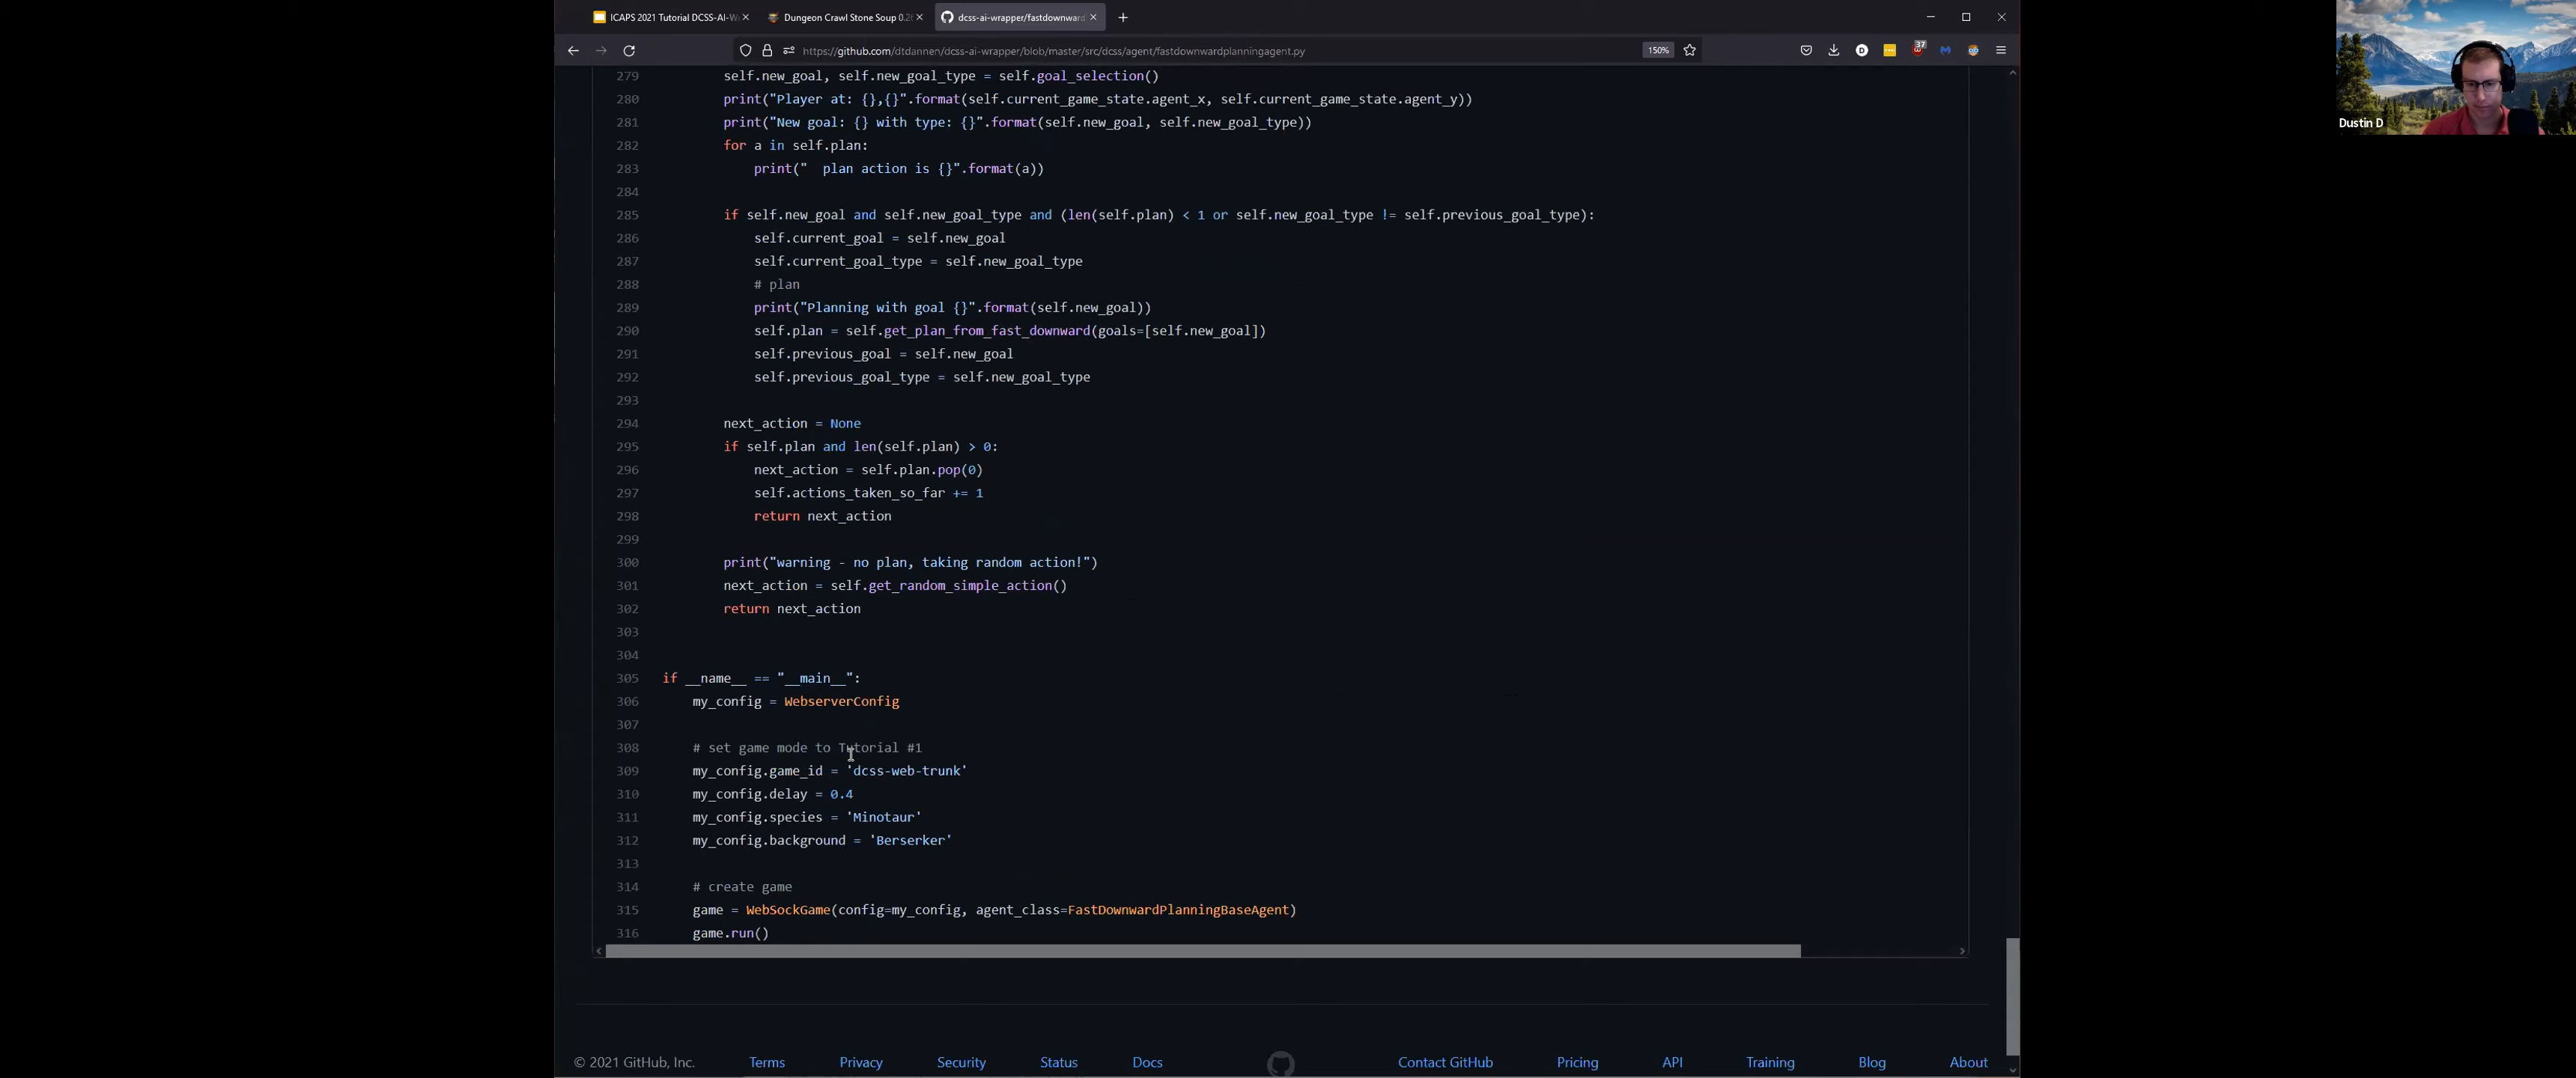 ICAPS 2021 Tutorial DCSS-AI-W
Dungeon Crawl Stone Soup 0.26
dcss-ai-wrapper/fastdownward
https://github.com/dtdannen/dcss-ai-wrapper/blob/master/src/dcss/agent/fastdownwardplanningagent.py
150%
37
Dustin D
279 self.new_goal, self.new_goal_type = self.goal_selection()
280 print("Player at: {},{}".format(self.current_game_state.agent_x, self.current_game_state.agent_y))
281 print("New goal: {} with type: {}".format(self.new_goal, self.new_goal_type))
282 for a in self.plan:
283 print("  plan action is {}".format(a))
284
285 if self.new_goal and self.new_goal_type and (len(self.plan) < 1 or self.new_goal_type != self.previous_goal_type):
286 self.current_goal = self.new_goal
287 self.current_goal_type = self.new_goal_type
288 # plan
289 print("Planning with goal {}".format(self.new_goal))
290 self.plan = self.get_plan_from_fast_downward(goals=[self.new_goal])
291 self.previous_goal = self.new_goal
292 self.previous_goal_type = self.new_goal_type
293
294 next_action = None
295 if self.plan and len(self.plan) > 0:
296 next_action = self.plan.pop(0)
297 self.actions_taken_so_far += 1
298 return next_action
299
300 print("warning - no plan, taking random action!")
301 next_action = self.get_random_simple_action()
302 return next_action
303
304
305 if __name__ == "__main__":
306 my_config = WebserverConfig
307
308 # set game mode to Tutorial #1
309 my_config.game_id = 'dcss-web-trunk'
310 my_config.delay = 0.4
311 my_config.species = 'Minotaur'
312 my_config.background = 'Berserker'
313
314 # create game
315 game = WebSockGame(config=my_config, agent_class=FastDownwardPlanningBaseAgent)
316 game.run()
© 2021 GitHub, Inc. Terms Privacy Security Status Docs Contact GitHub Pricing API Training Blog About